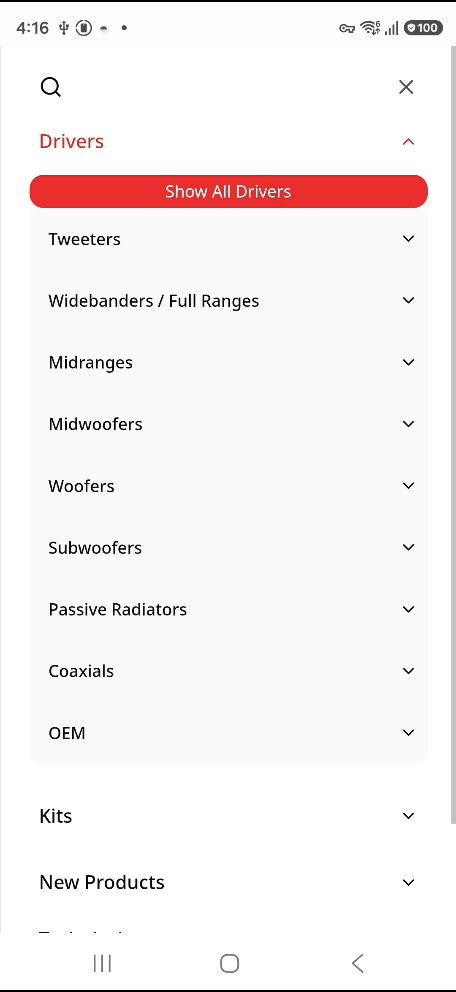 4:16
6
100
Drivers
Show All Drivers
Tweeters
Widebanders / Full Ranges
Midranges
Midwoofers
Woofers
Subwoofers
Passive Radiators
Coaxials
OEM
Kits
New Products